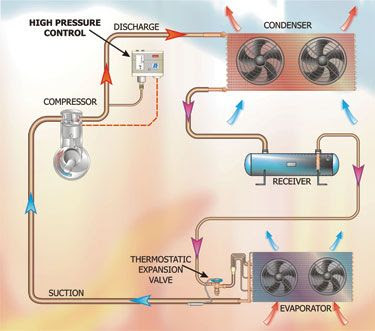 HIGH PRESSURE
CONTROL
DISCHARGE
CONDENSER
COMPRESSOR
RECEIVER
THERMOSTATIC
EXPANSION
VALVE
SUCTION
EVAPORATOR